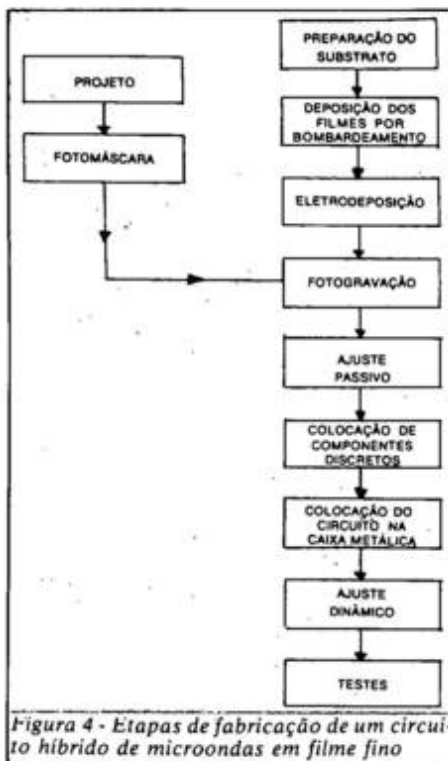 PROJETO
FOTOMÁSCARA
PREPARAÇÃO DO
SUBSTRATO
DEPOSIÇÃO DOS
FILMES POR
BOMBARDEAMENTO
ELETRODEPOSIÇÃO
FOTOGRAVAÇÃO
AJUSTE
PASSIVO
COLOCAÇÃO DE
COMPONENTES
DISCRETOS
COLOCAÇÃO DO
CIRCUITO NA
CAIXA METÁLICA
AJUSTE
DINÂMICO
TESTES
Figura 4 - Etapas de fabricação de um circui-
to híbrido de microondas em filme fino